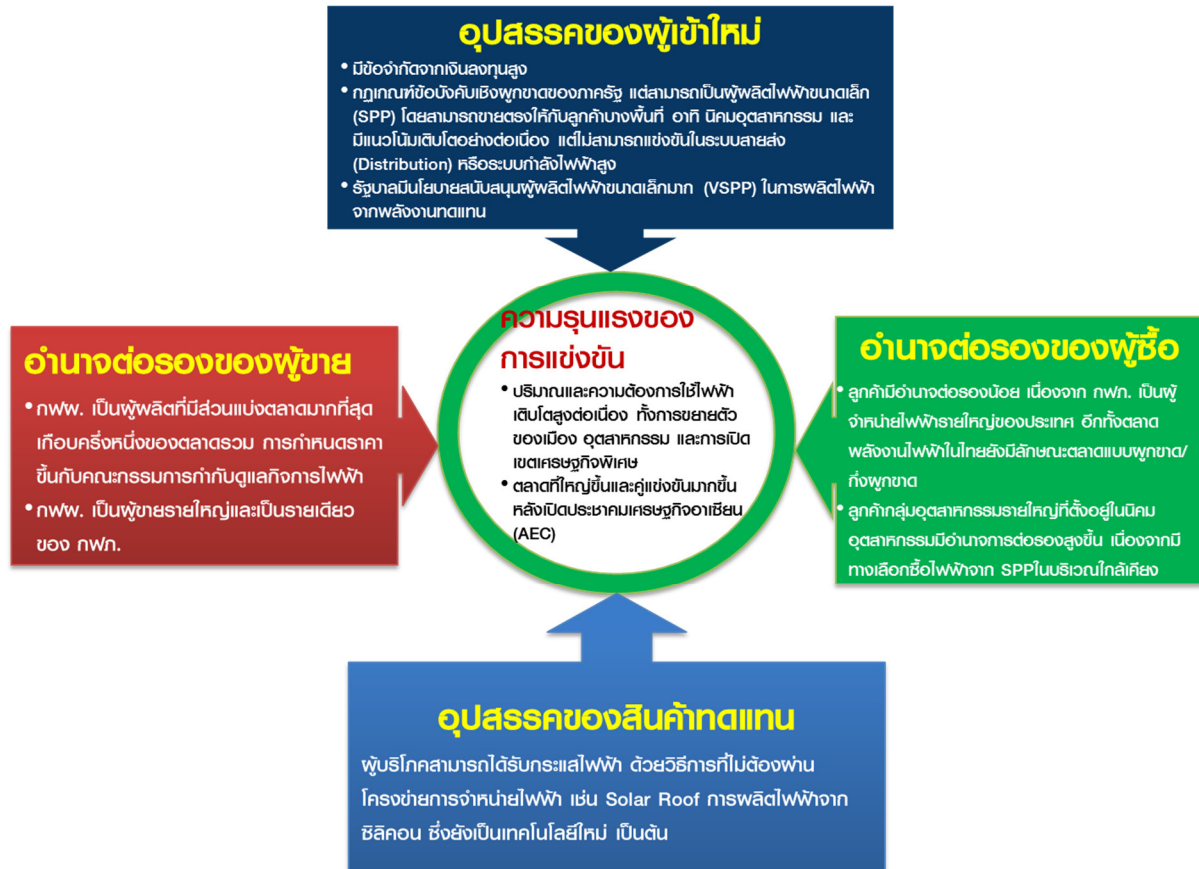 อุปสรรคของผู้เข้าใหม่
• มีข้อจำกัดจากเงินลงทุนสูง
• กฎเกณฑ์ข้อบังคับเชิงผูกขาดของภาครัฐ แต่สามารถเป็นผู้ผลิตไฟฟ้าขนาดเล็ก
(SPP) โดยสามารถขายตรงให้กับลูกค้าบางพื้นที่ อาทิ นิคมอุตสาหกรรม และ
มีแนวโน้มเติบโตอย่างต่อเนื่อง แต่ไม่สามารถแข่งขันในระบบสายส่ง
(Distribution) หรือระบบกำลังไฟฟ้าสูง
• รัฐบาลมีนโยบายสนับสนุนผู้ผลิตไฟฟ้าขนาดเล็กมาก (VSPP) ในการผลิตไฟฟ้า
จากพลังงานทดแทน
อำนาจต่อรองของผู้ขาย
• กฟผ. เป็นผู้ผลิตที่มีส่วนแบ่งตลาดมากที่สุด
เกือบครึ่งหนึ่งของตลาดรวม การกำหนดราคา
ขึ้นกับคณะกรรมการกำกับดูแลกิจการไฟฟ้า
• กฟผ. เป็นผู้ขายรายใหญ่และเป็นรายเดียว
ของ กฟภ.
ความรุนแรงของ
การแข่งขัน
• ปริมาณและความต้องการใช้ไฟฟ้า
เติบโตสูงต่อเนื่อง ทั้งการขยายตัว
ของเมือง อุตสาหกรรม และการเปิด
เขตเศรษฐกิจพิเศษ
• ตลาดที่ใหญ่ขึ้นและคู่แข่งขันมากขึ้น
หลังเปิดประชาคมเศรษฐกิจอาเซียน
(AEC)
อำนาจต่อรองของผู้ซื้อ
• ลูกค้ามีอำนาจต่อรองน้อย เนื่องจาก กฟภ. เป็นผู้
จำหน่ายไฟฟ้ารายใหญ่ของประเทศ อีกทั้งตลาด
พลังงานไฟฟ้าในไทยยังมีลักษณะตลาดแบบผูกขาด/
กึ่งผูกขาด
• ลูกค้ากลุ่มอุตสาหกรรมรายใหญ่ที่ตั้งอยู่ในนิคม
อุตสาหกรรมมีอำนาจการต่อรองสูงขึ้น เนื่องจากมี
ทางเลือกซื้อไฟฟ้าจาก SPPในบริเวณใกล้เคียง
อุปสรรคของสินค้าทดแทน
ผู้บริโภคสามารถได้รับกระแสไฟฟ้า ด้วยวิธีการที่ไม่ต้องผ่าน
โครงข่ายการจำหน่ายไฟฟ้า เช่น Solar Roof การผลิตไฟฟ้าจาก
ซิลิคอน ซึ่งยังเป็นเทคโนโลยีใหม่ เป็นต้น